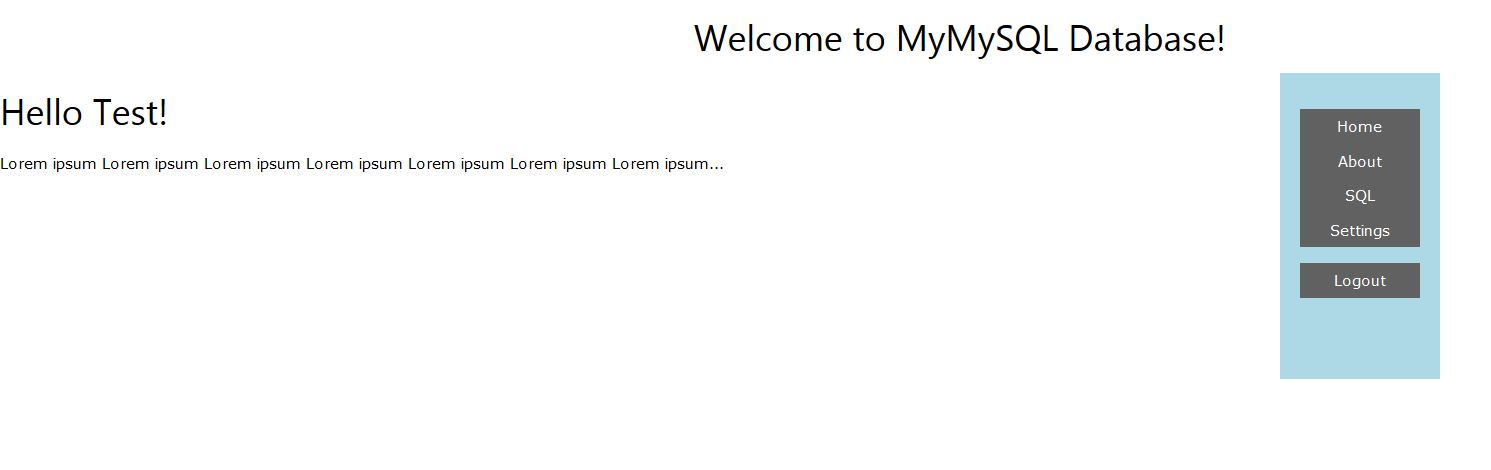 Welcome to MyMySQL Database!
Hello Test!
Lorem ipsum Lorem ipsum Lorem ipsum Lorem ipsum Lorem ipsum Lorem ipsum Lorem ipsum...
Home
About
SQL
Settings
Logout